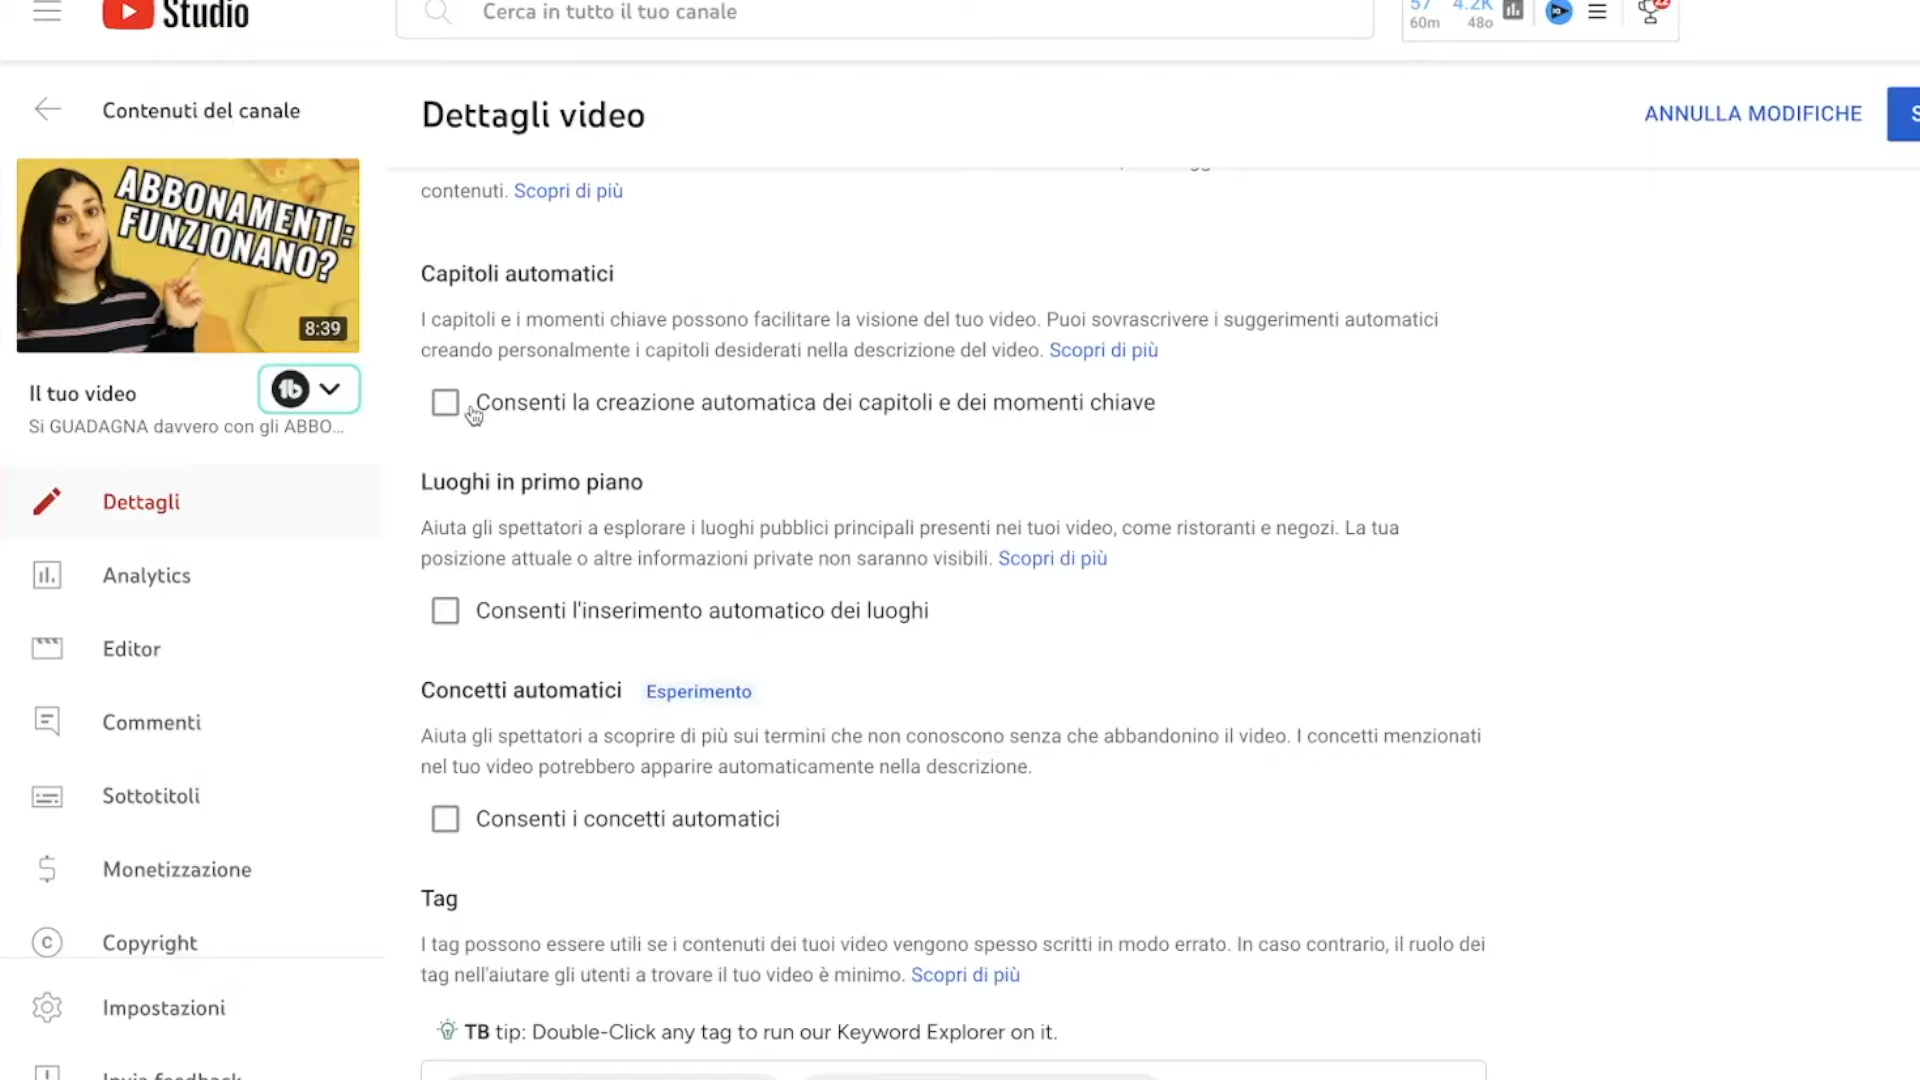 Studio
Cerca in tutto il tuo canale
57 4.2K
60m 48o
22
Contenuti del canale
Dettagli video
ANNULLA MODIFICHE
S
ABBONAMENTI:
FUNZIONANO?
8:39
contenuti. Scopri di più
Capitoli automatici
I capitoli e i momenti chiave possono facilitare la visione del tuo video. Puoi sovrascrivere i suggerimenti automatici
creando personalmente i capitoli desiderati nella descrizione del video. Scopri di più
Il tuo video
tb
Si GUADAGNA davvero con gli ABBO...
Consenti la creazione automatica dei capitoli e dei momenti chiave
Luoghi in primo piano
Dettagli
Aiuta gli spettatori a esplorare i luoghi pubblici principali presenti nei tuoi video, come ristoranti e negozi. La tua
posizione attuale o altre informazioni private non saranno visibili. Scopri di più
Analytics
Consenti l'inserimento automatico dei luoghi
Editor
Concetti automatici Esperimento
Commenti
Aiuta gli spettatori a scoprire di più sui termini che non conoscono senza che abbandonino il video. I concetti menzionati
nel tuo video potrebbero apparire automaticamente nella descrizione.
Sottotitoli
Consenti i concetti automatici
Monetizzazione
Tag
Copyright
I tag possono essere utili se i contenuti dei tuoi video vengono spesso scritti in modo errato. In caso contrario, il ruolo dei
tag nell'aiutare gli utenti a trovare il tuo video è minimo. Scopri di più
Impostazioni
TB tip: Double-Click any tag to run our Keyword Explorer on it.
Invia feedback